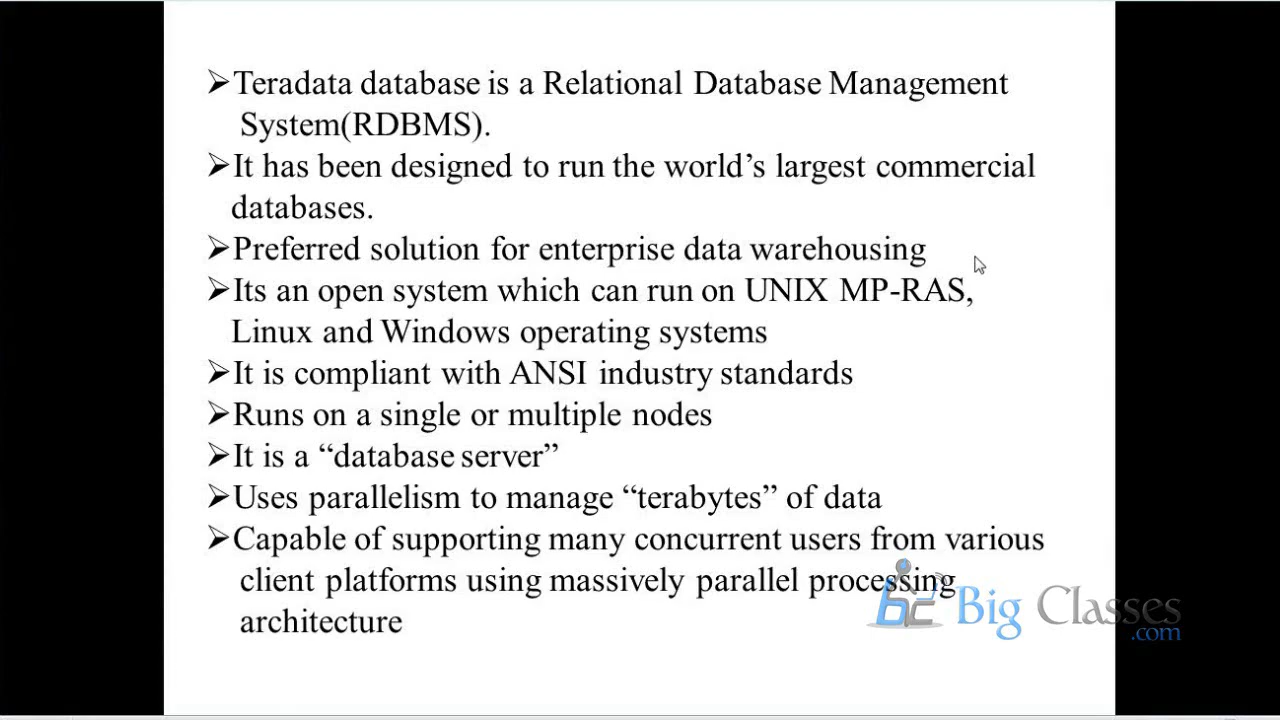 ➢Teradata database is a Relational Database Management
System(RDBMS).
➢It has been designed to run the world’s largest commercial
databases.
➢Preferred solution for enterprise data warehousing
➢Its an open system which can run on UNIX MP-RAS,
Linux and Windows operating systems
➢It is compliant with ANSI industry standards
➢Runs on a single or multiple nodes
➢It is a “database server”
➢Uses parallelism to manage “terabytes” of data
➢Capable of supporting many concurrent users from various
client platforms using massively parallel processing
architecture
bc Big Classes
.com